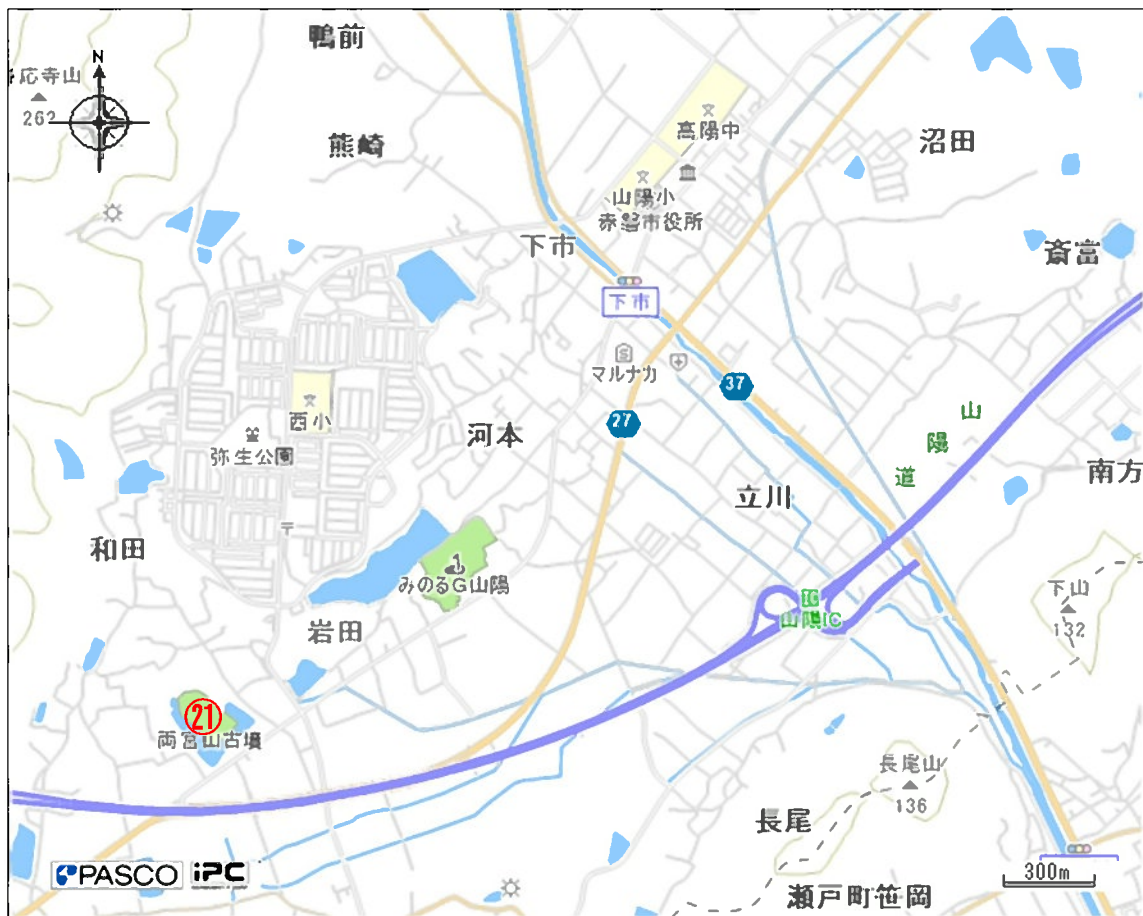 鴨前
応寺山
262
N
熊崎
高陽中
山陽小
赤磐市役所
沼田
斎富
下市
下市
マルナカ
37
27
西小
弥生公園
河本
山
陽
道
南方
立川
和田
みのるG山陽
IC
山陽IC
下山
132
岩田
21
両宮山古墳
長尾山
136
長尾
PASCO iPC
300m
瀬戸町笹岡